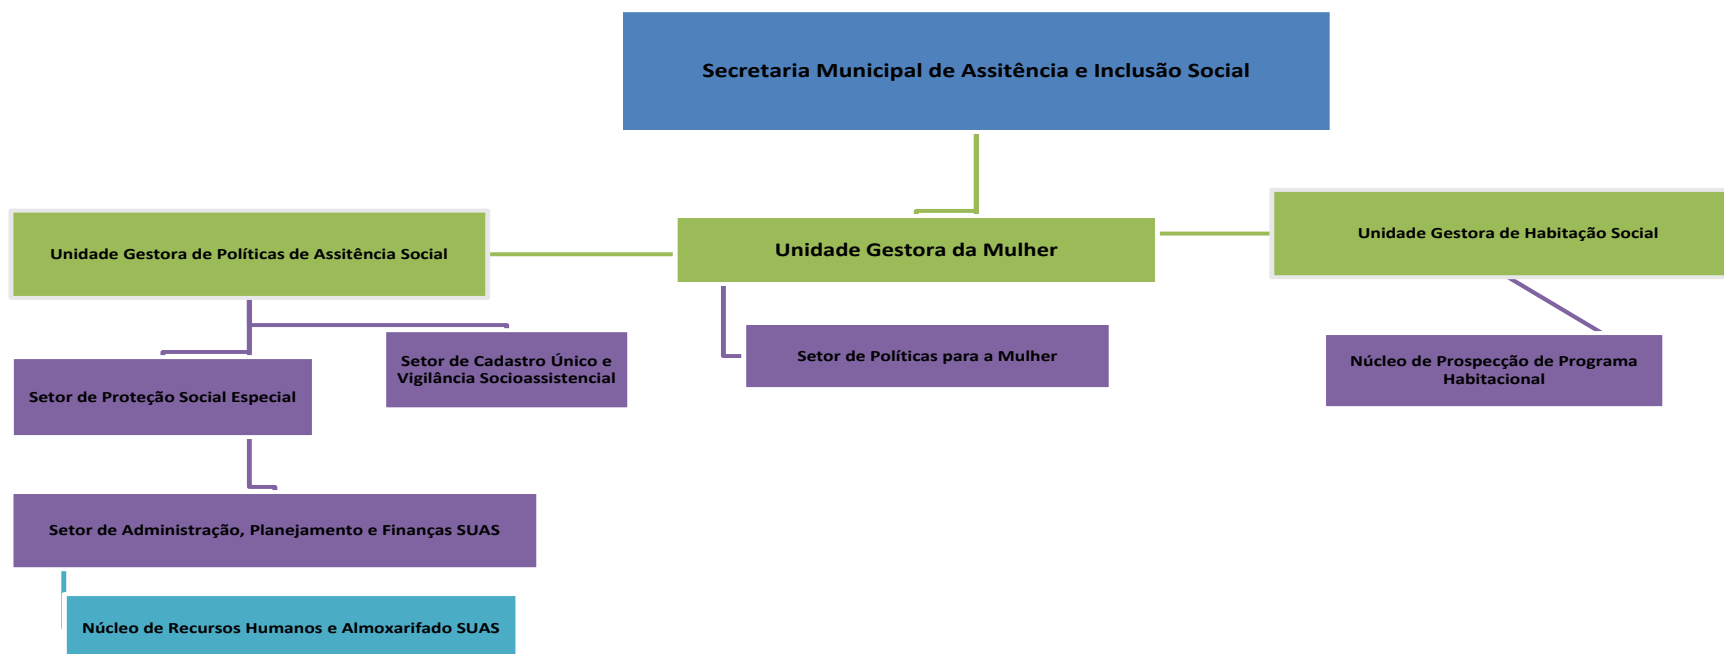 Secretaria Municipal de Assitência e Inclusão Social
Unidade Gestora de Políticas de Assitência Social
Unidade Gestora da Mulher
Unidade Gestora de Habitação Social
Setor de Proteção Social Especial
Setor de Cadastro Único e
Vigilância Socioassistencial
Setor de Políticas para a Mulher
Núcleo de Prospecção de Programa
Habitacional
Setor de Administração, Planejamento e Finanças SUAS
Núcleo de Recursos Humanos e Almoxarifado SUAS